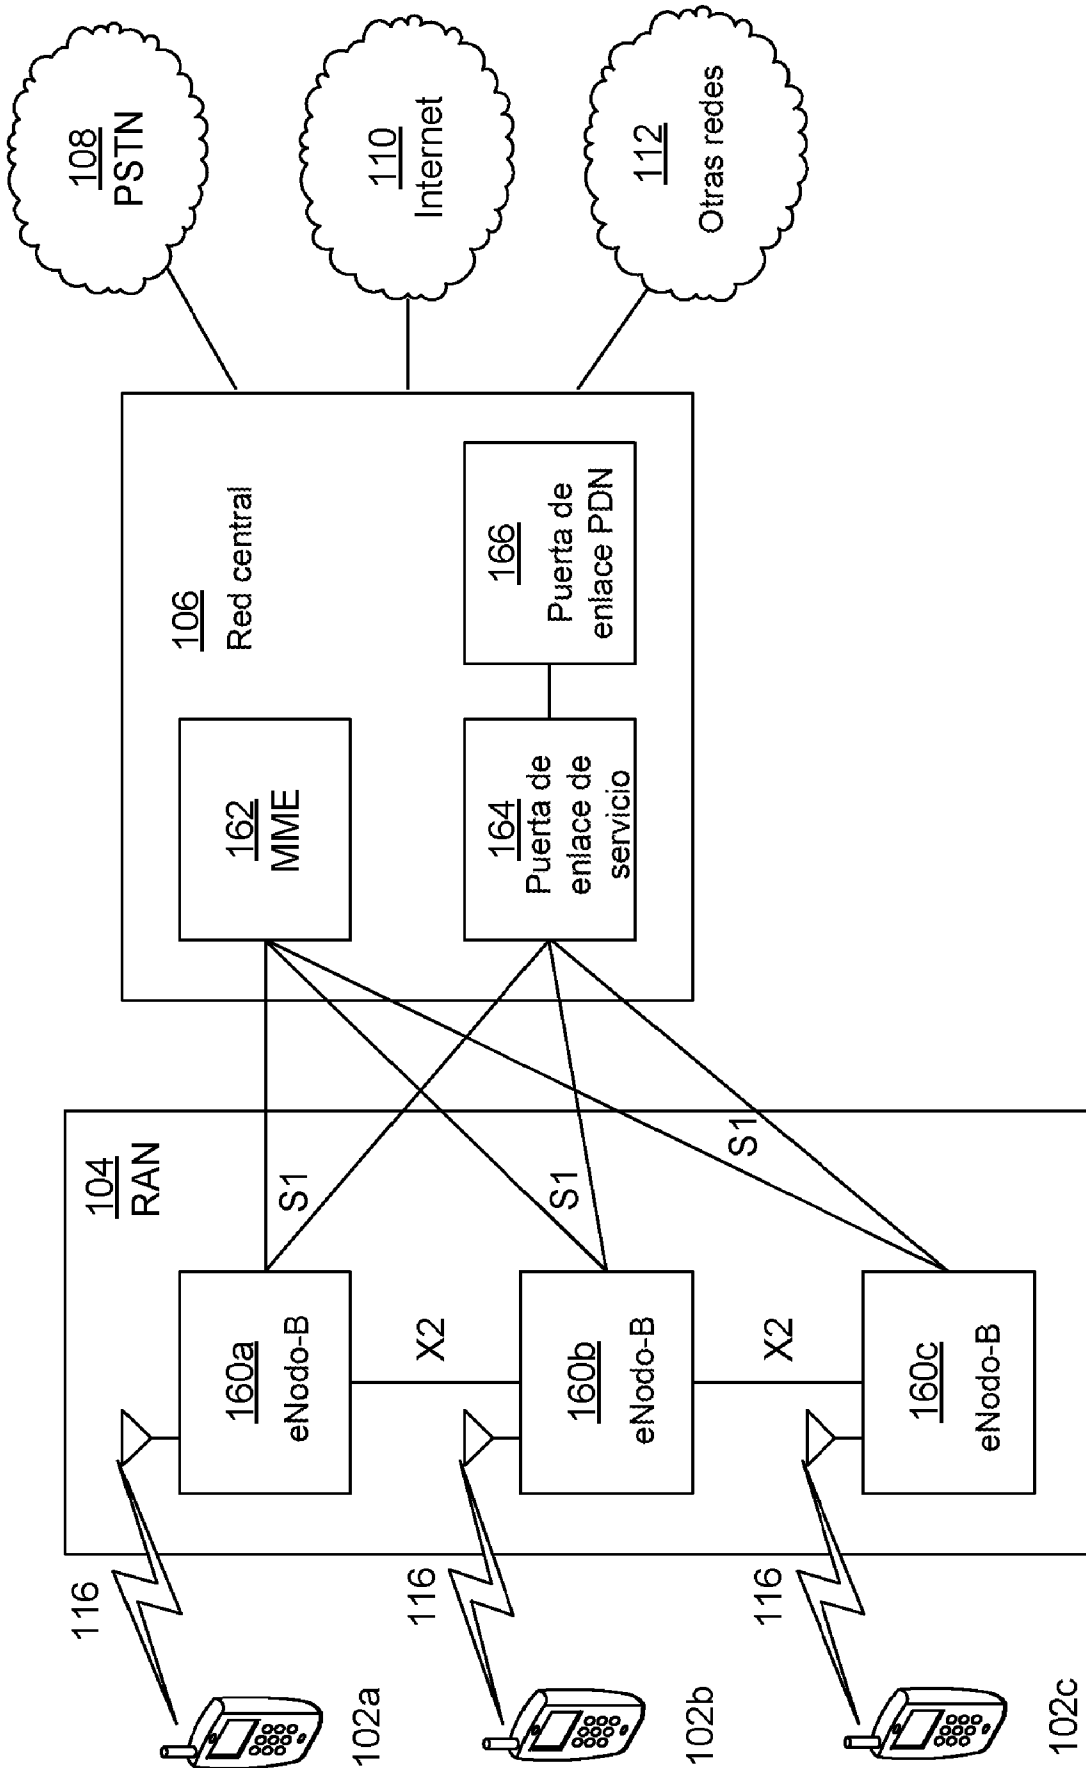 102a
116
160a
eNodo-B
104
RAN
S1
162
MME
106
Red central
108
PSTN
X2
102b
116
160b
eNodo-B
S1
164
Puerta de
enlace de
servicio
166
Puerta de
enlace PDN
110
Internet
X2
102c
116
160c
eNodo-B
S1
112
Otras redes